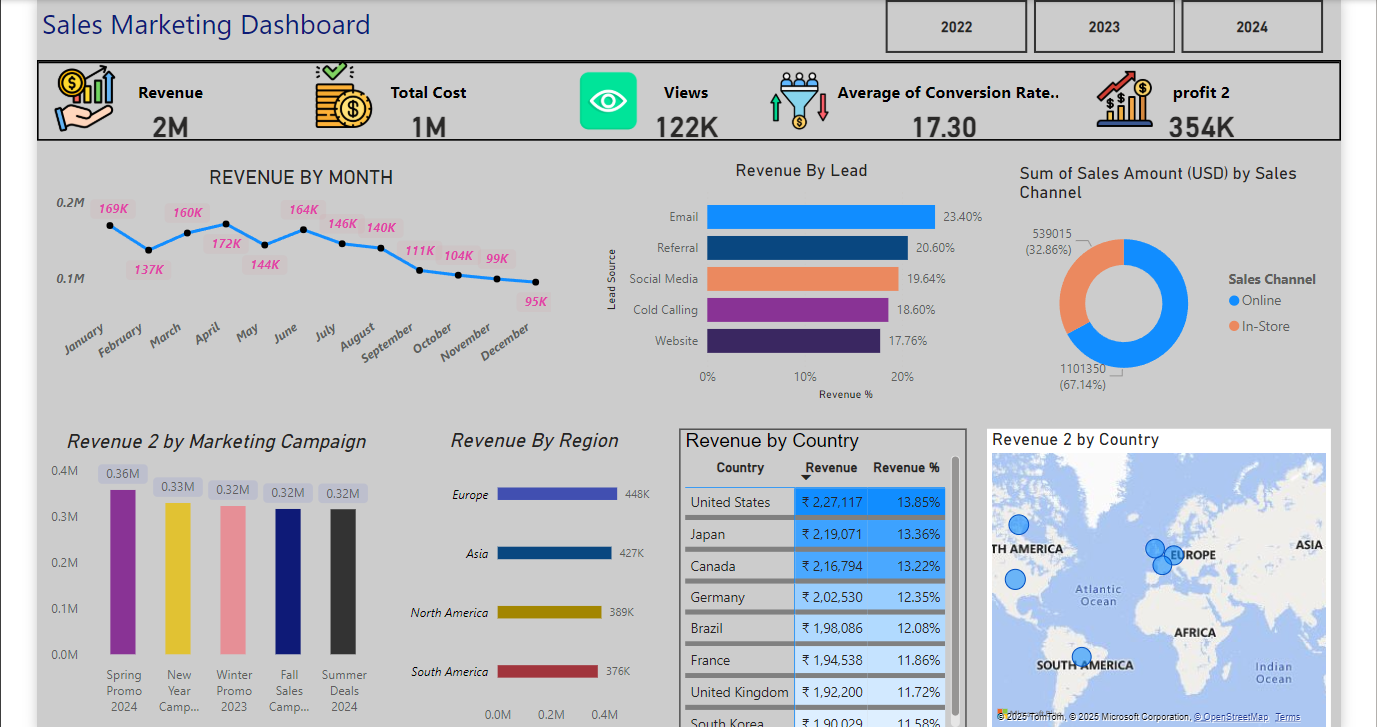 Sales Marketing Dashboard
2022
2023
2024
Revenue
2M
Total Cost
1M
Views
122K
Average of Conversion Rate..
17.30
profit 2
354K
REVENUE BY MONTH
0.2M
0.1M
169K
137K
160K
172K
144K
164K
146K
140K
111K
104K
99K
95K
January
February
March
April
May
June
July
August
September
October
November
December
Revenue By Lead
Lead Source
Email
23.40%
Referral
20.60%
Social Media
19.64%
Cold Calling
18.60%
Website
17.76%
0%
10%
20%
Revenue %
Sum of Sales Amount (USD) by Sales
Channel
539015
(32.86%)
1101350
(67.14%)
Sales Channel
Online
In-Store
Revenue 2 by Marketing Campaign
0.4M
0.3M
0.2M
0.1M
0.0M
0.36M
0.33M
0.32M
0.32M
0.32M
Spring
Promo
2024
New
Year
Camp...
Winter
Promo
2023
Fall
Sales
Camp...
Summer
Deals
2024
Revenue By Region
Europe
448K
Asia
427K
North America
389K
South America
376K
0.0M
0.2M
0.4M
Revenue by Country
Country Revenue Revenue %
United States ₹ 2,27,117 13.85%
Japan ₹ 2,19,071 13.36%
Canada ₹ 2,16,794 13.22%
Germany ₹ 2,02,530 12.35%
Brazil ₹ 1,98,086 12.08%
France ₹ 1,94,538 11.86%
United Kingdom ₹ 1,92,200 11.72%
South Korea ₹ 1,90,029 11.58%
Revenue 2 by Country
TH AMERICA
EUROPE
ASIA
Atlantic
Ocean
AFRICA
SOUTH AMERICA
Indian
Ocean
© 2025 TomTom, © 2025 Microsoft Corporation, © OpenStreetMap Terms